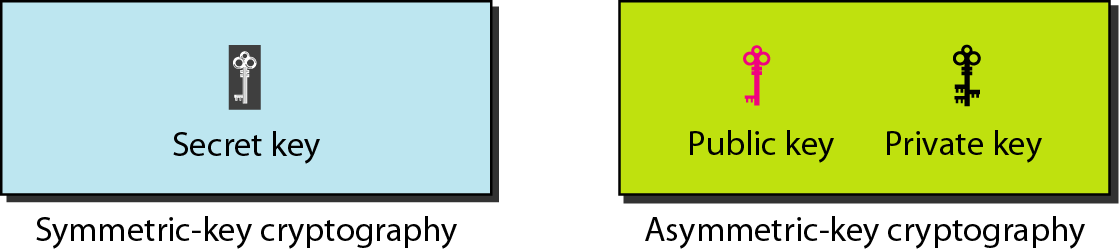 Secret key
Public key
Private key
Symmetric-key cryptography
Asymmetric-key cryptography